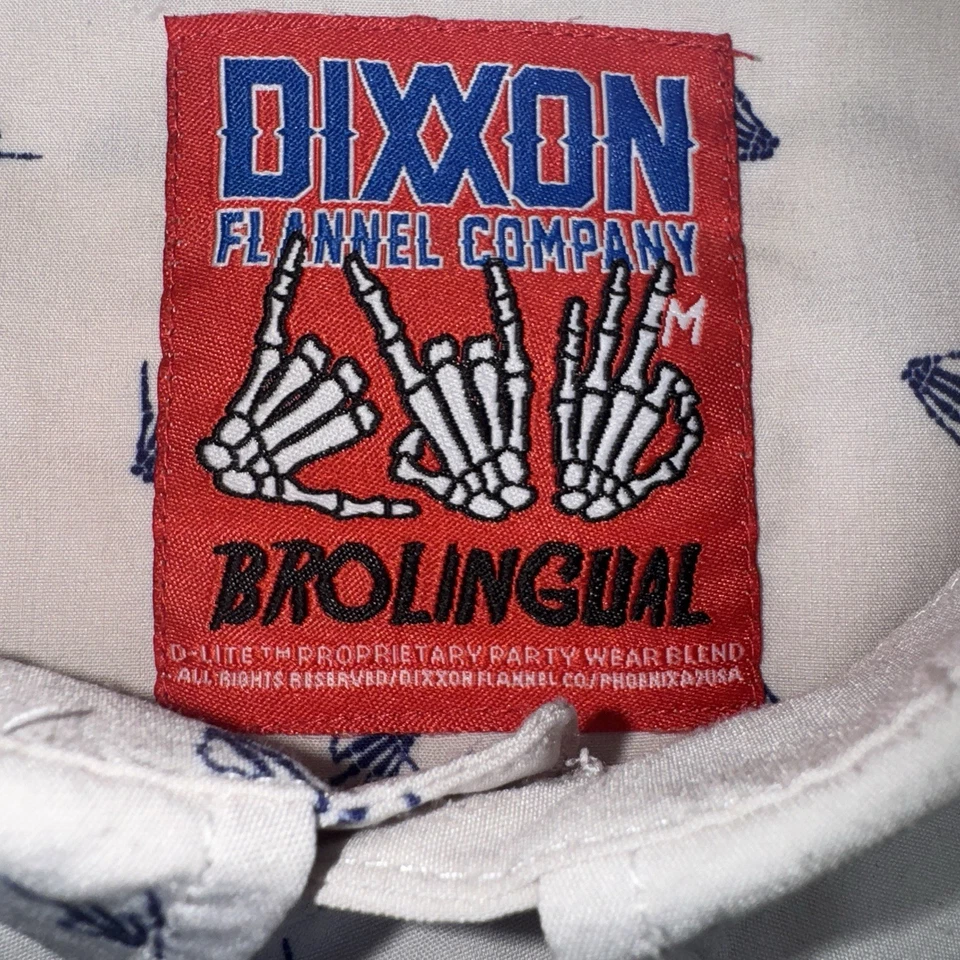 DIXXON
FLANNEL COMPANY
M
BROLINGUAL
D-LITE™ PROPRIETARY PARTY WEAR BLEND
ALL RIGHTS RESERVED/DIXXON FLANNEL CO/PHOENIX AZ USA